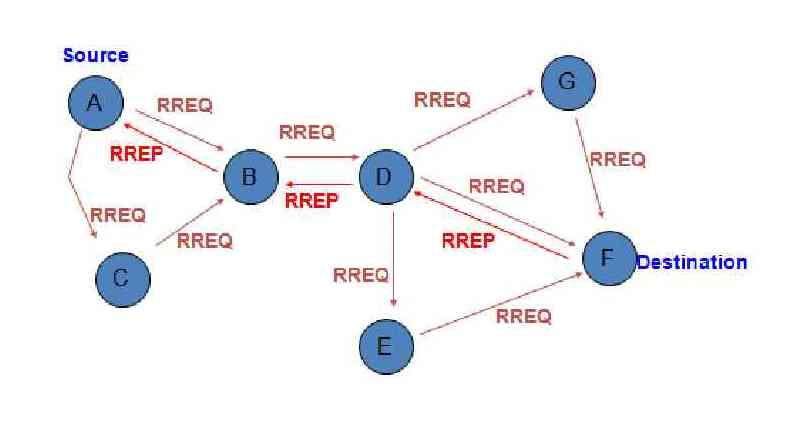 Source
A
RREQ
RREP
RREQ
C
RREQ
B
RREQ
RREP
D
RREQ
G
RREQ
RREQ
RREP
F
Destination
RREQ
E
RREQ